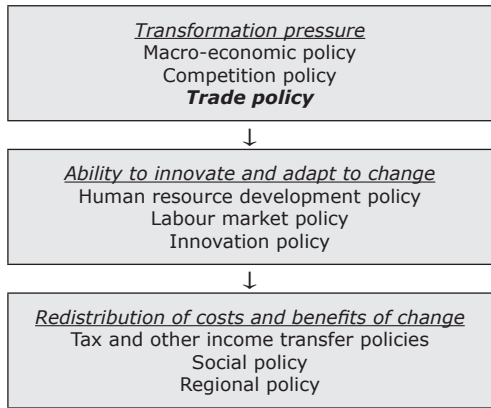 Transformation pressure
Macro-economic policy
Competition policy
Trade policy
↓
Ability to innovate and adapt to change
Human resource development policy
Labour market policy
Innovation policy
↓
Redistribution of costs and benefits of change
Tax and other income transfer policies
Social policy
Regional policy